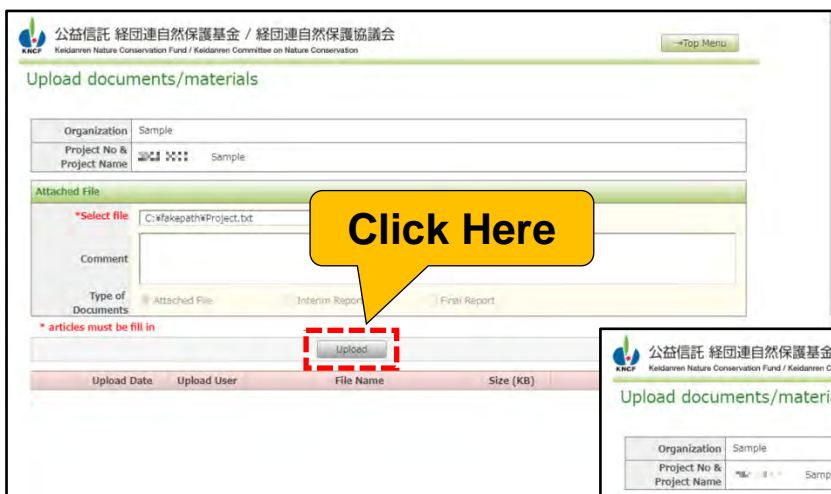 公益信託 経団連自然保護基金 / 経団連自然保護協議会
KNCF Keidanren Nature Conservation Fund / Keidanren Committee on Nature Conservation
→Top Menu
Upload documents/materials
Organization Sample
Project No & Project Name Sample
Attached File
*Select file C:¥fakepath¥Project.txt
Click Here
Comment
Type of Documents Attached File Interim Report Final Report
* articles must be fill in
Upload
Upload Date Upload User File Name Size (KB)
公益信託 経団連自然保護基金
KNCF Keidanren Nature Conservation Fund / Keidanren C
Upload documents/materi
Organization Sample
Project No & Project Name Samp